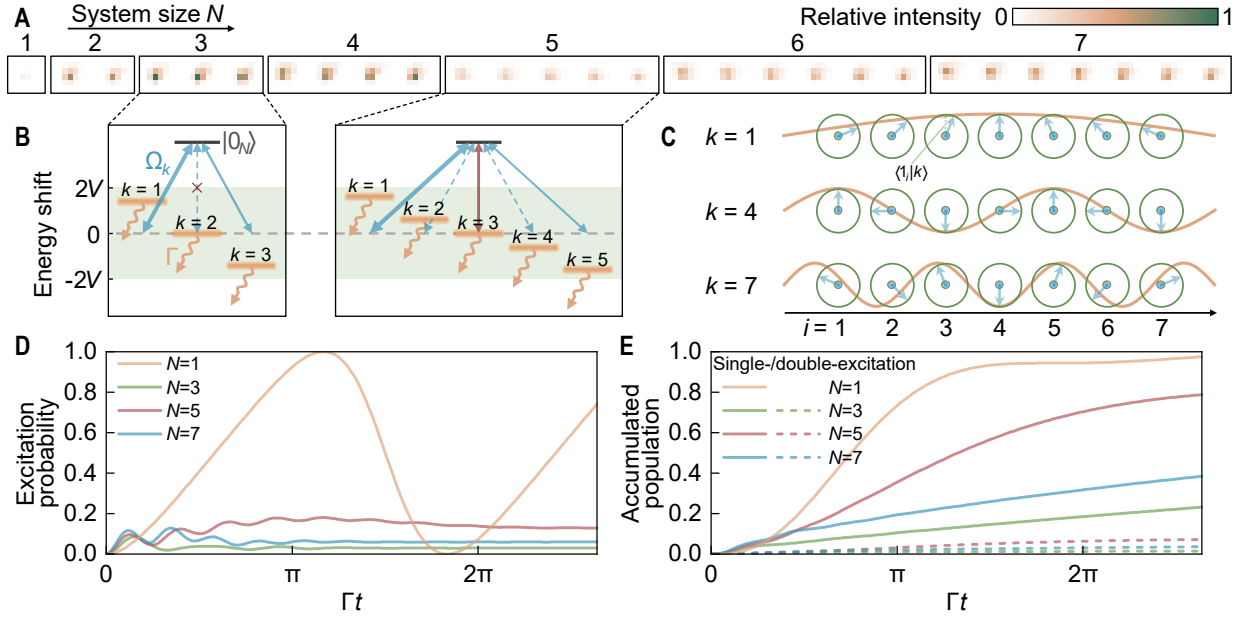 A System size N Relative intensity 0 1
1 2 3 4 5 6 7
B
|0N⟩
Ωk
Energy shift
2V
0
-2V
k = 1
k = 2
k = 3
Γ
k = 1
k = 2
k = 3
k = 4
k = 5
C
k = 1
⟨1i|k⟩
k = 4
k = 7
i = 1 2 3 4 5 6 7
D
Excitation
probability
1.0
0.8
0.6
0.4
0.2
0.0
N=1
N=3
N=5
N=7
0 π 2π
Γt
E
Accumulated
population
1.0
0.8
0.6
0.4
0.2
0.0
Single-/double-excitation
N=1
N=3
N=5
N=7
0 π 2π
Γt